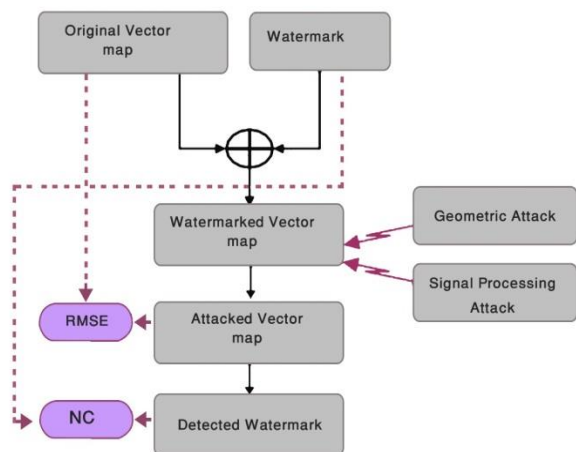 Original Vector
map
Watermark
Watermarked Vector
map
Geometric Attack
Signal Processing
Attack
RMSE
Attacked Vector
map
NC
Detected Watermark